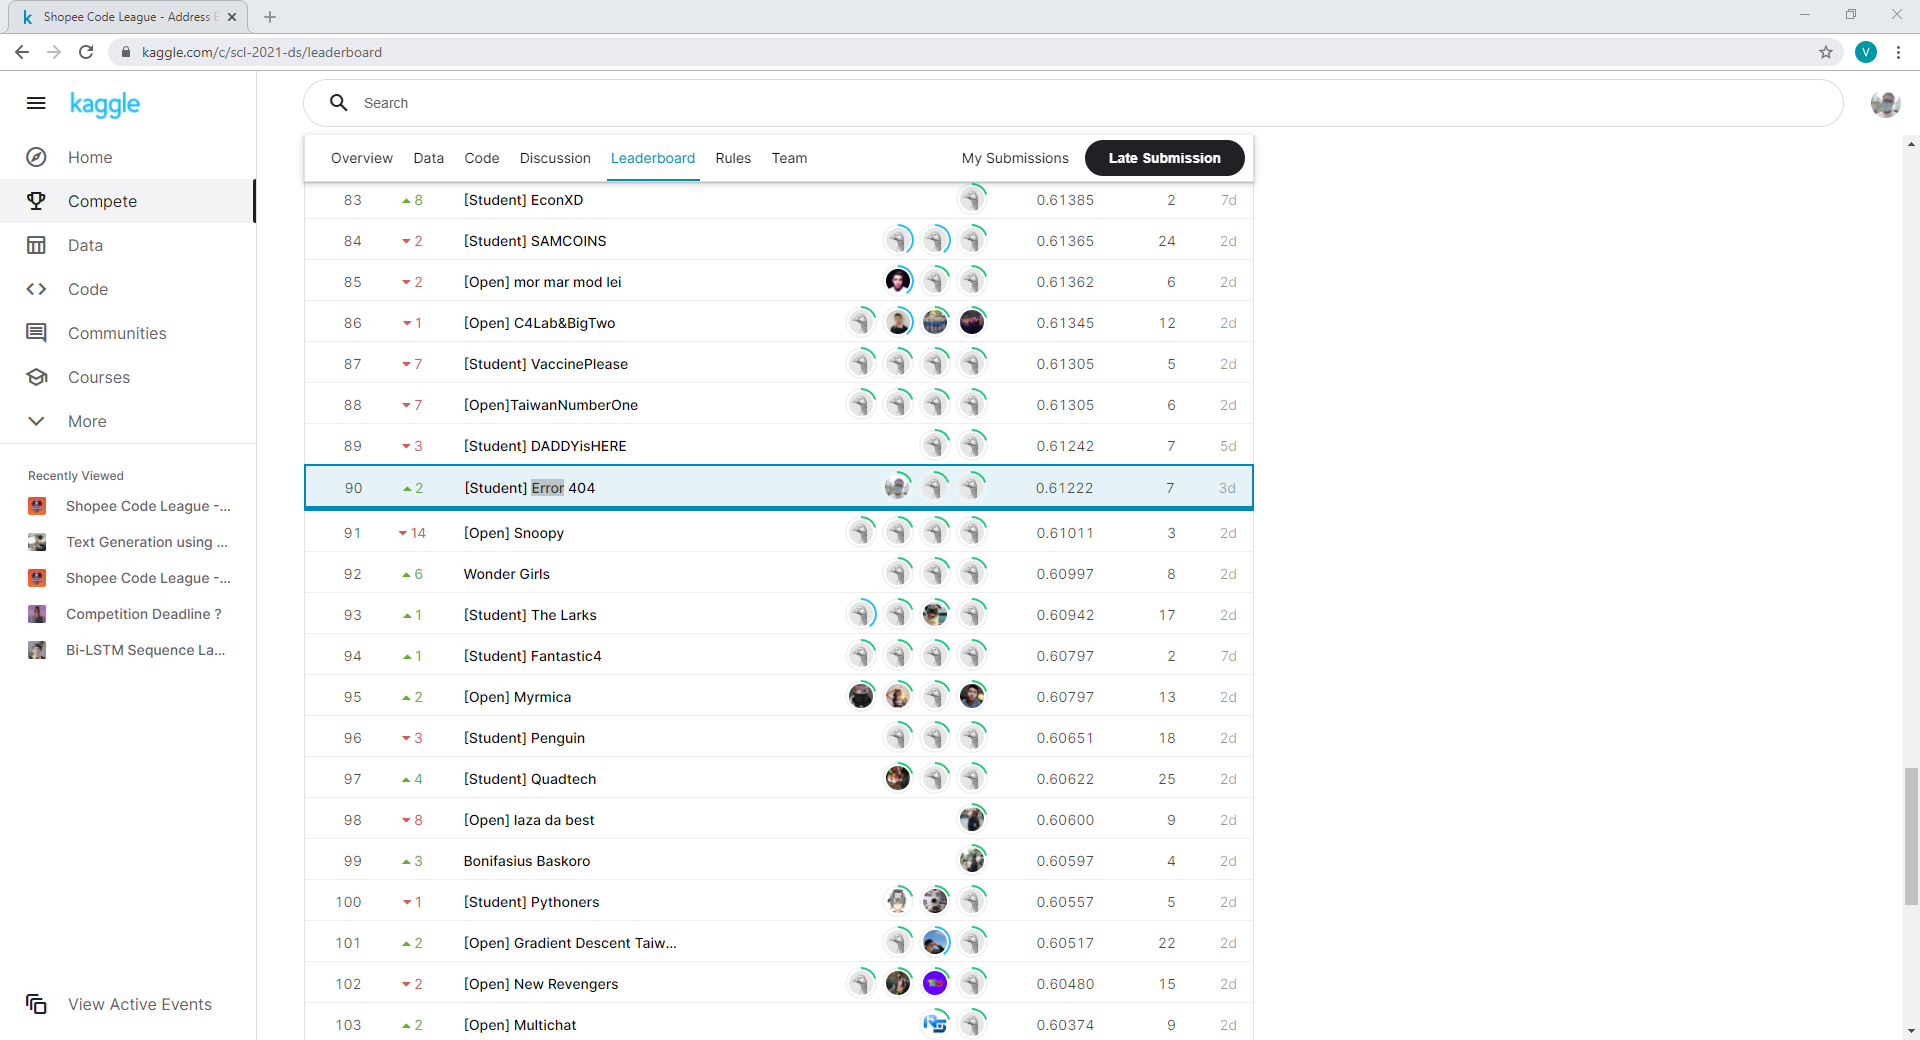 Shopee Code League - Address E
kaggle.com/c/scl-2021-ds/leaderboard
V
kaggle
Search
Home
Compete
Data
Code
Communities
Courses
More
Recently Viewed
Shopee Code League -...
Text Generation using ...
Shopee Code League -...
Competition Deadline ?
Bi-LSTM Sequence La...
View Active Events
Overview Data Code Discussion Leaderboard Rules Team My Submissions Late Submission
83 8 [Student] EconXD 0.61385 2 7d
84 2 [Student] SAMCOINS 0.61365 24 2d
85 2 [Open] mor mar mod lei 0.61362 6 2d
86 1 [Open] C4Lab&BigTwo 0.61345 12 2d
87 7 [Student] VaccinePlease 0.61305 5 2d
88 7 [Open]TaiwanNumberOne 0.61305 6 2d
89 3 [Student] DADDYisHERE 0.61242 7 5d
90 2 [Student] Error 404 0.61222 7 3d
91 14 [Open] Snoopy 0.61011 3 2d
92 6 Wonder Girls 0.60997 8 2d
93 1 [Student] The Larks 0.60942 17 2d
94 1 [Student] Fantastic4 0.60797 2 7d
95 2 [Open] Myrmica 0.60797 13 2d
96 3 [Student] Penguin 0.60651 18 2d
97 4 [Student] Quadtech 0.60622 25 2d
98 8 [Open] laza da best 0.60600 9 2d
99 3 Bonifasius Baskoro 0.60597 4 2d
100 1 [Student] Pythoners 0.60557 5 2d
101 2 [Open] Gradient Descent Taiw... 0.60517 22 2d
102 2 [Open] New Revengers 0.60480 15 2d
103 2 [Open] Multichat 0.60374 9 2d